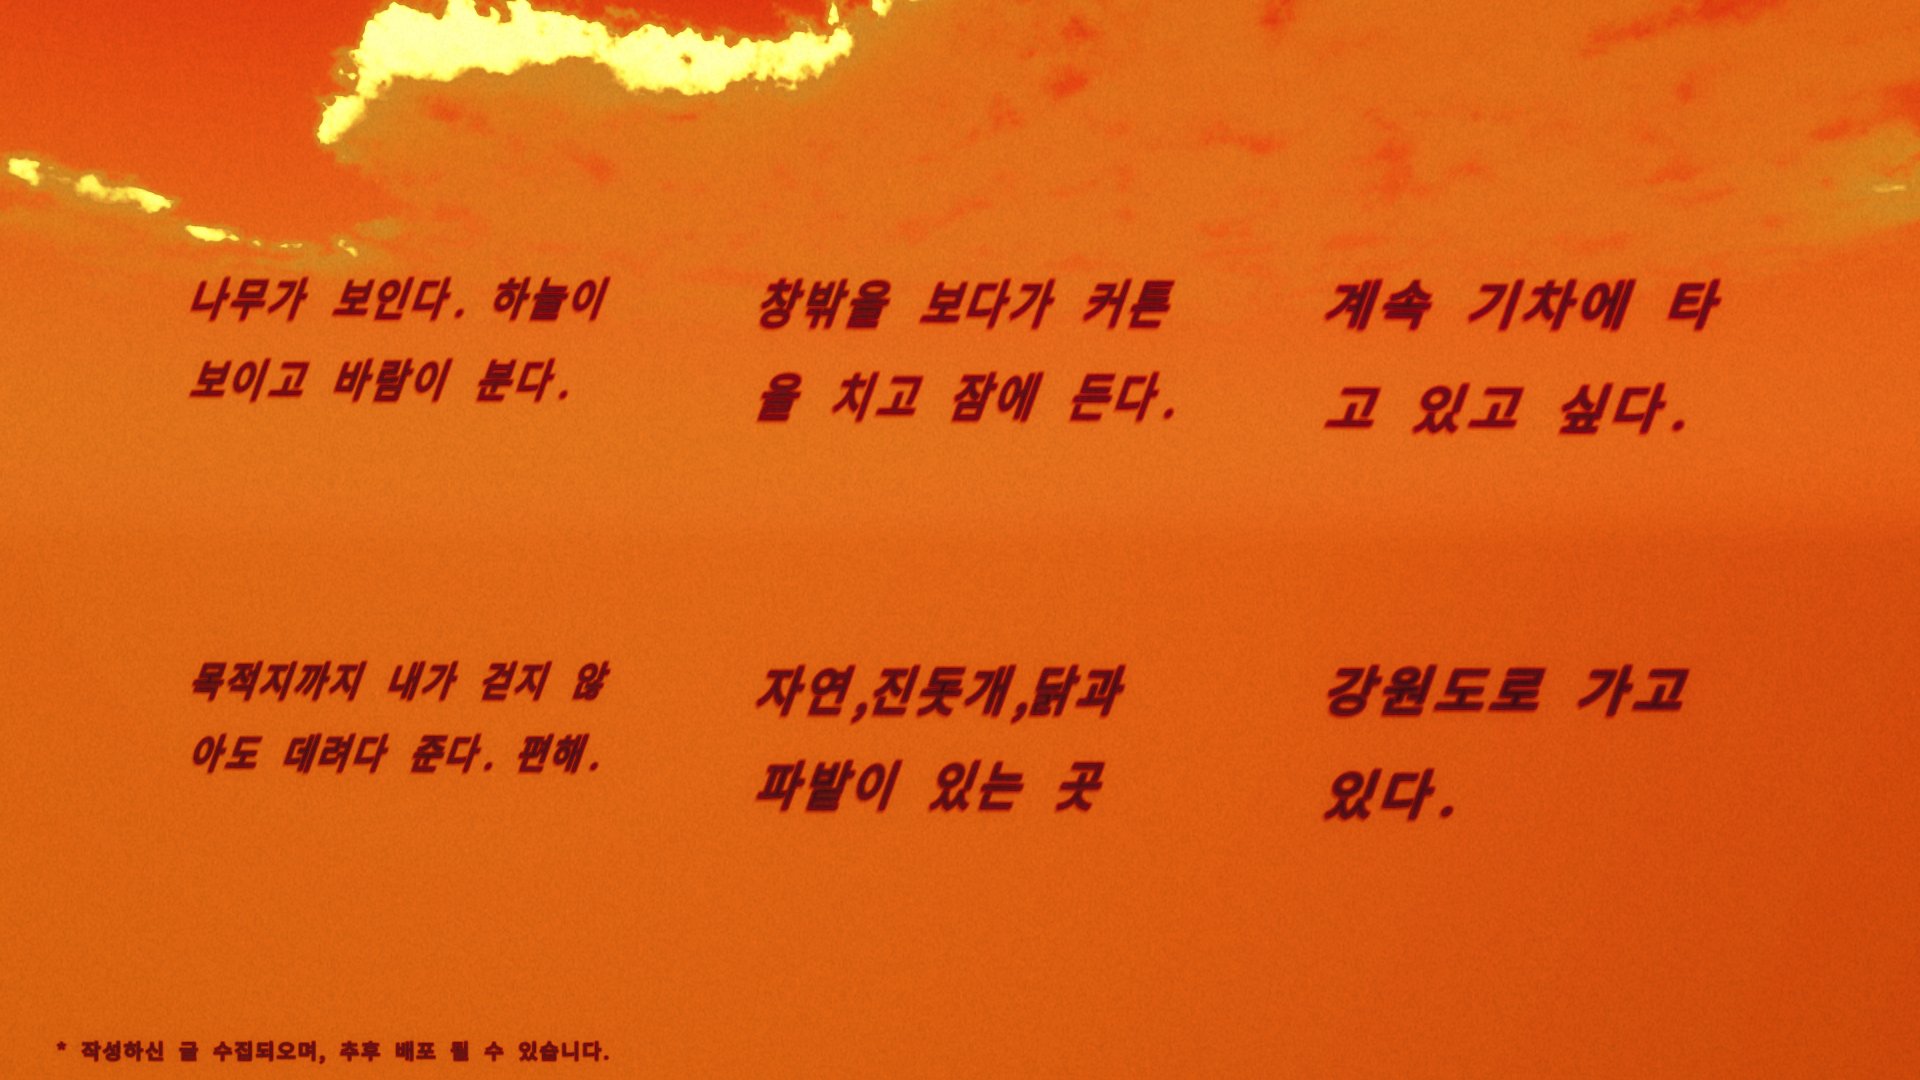 나무가 보인다. 하늘이
보이고 바람이 분다.
창밖을 보다가 커튼
을 치고 잠에 든다.
계속 기차에 타
고 있고 싶다.
목적지까지 내가 걷지 않
아도 데려다 준다. 편해.
자연,진돗개,닭과
파밭이 있는 곳
강원도로 가고
있다.
* 작성하신 글 수집되오며, 추후 배포 될 수 있습니다.